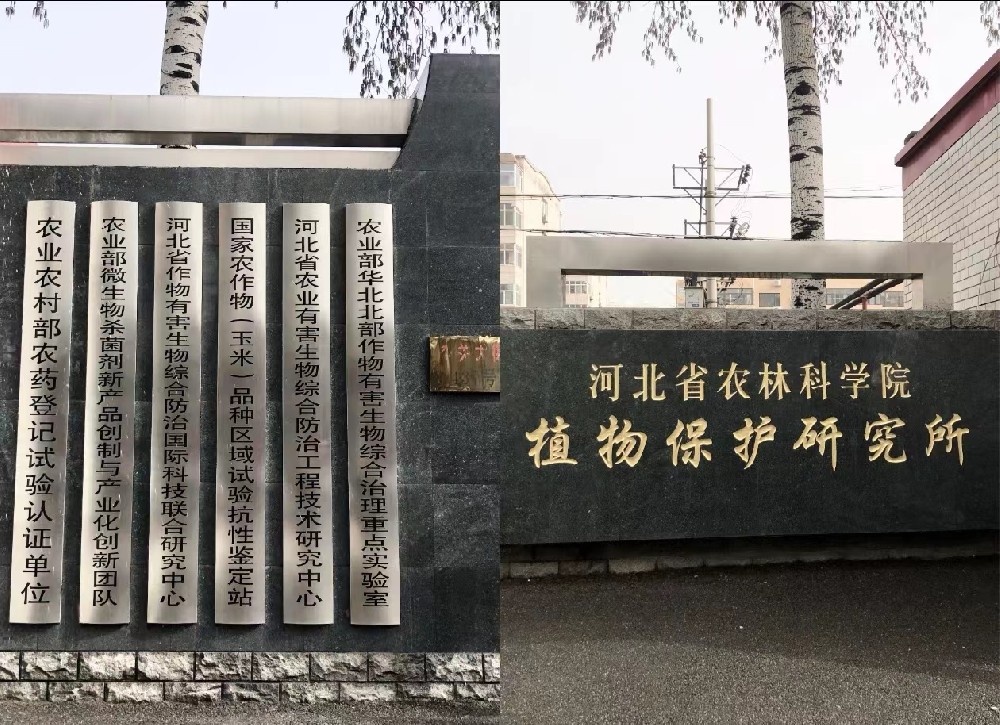 农业农村部农药登记试验认证单位
农业部微生物杀菌剂新产品创制与产业化创新团队
河北省作物有害生物综合防治国际科技联合研究中心
国家农作物（玉米）品种区域试验抗性鉴定站
河北省农业有害生物综合防治工程技术研究中心
农业部华北北部作物有害生物综合治理重点实验室
河北省农林科学院
植物保护研究所